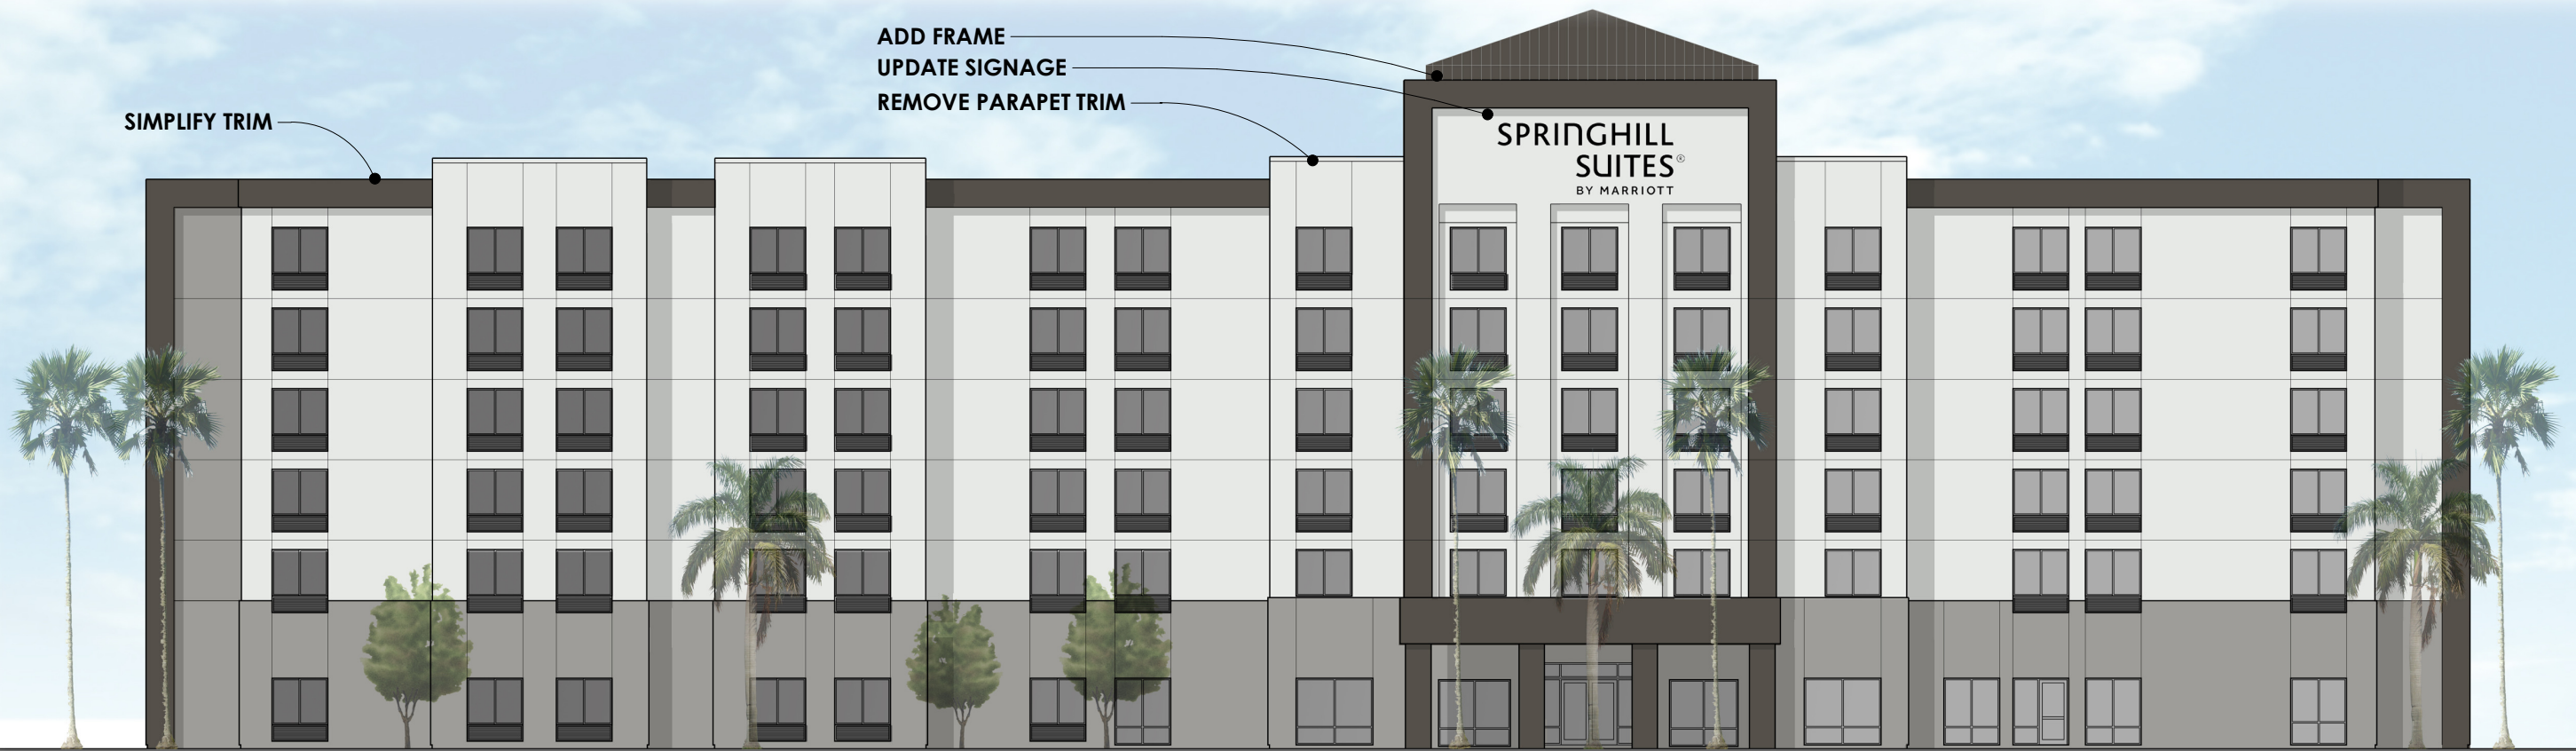 ADD FRAME
UPDATE SIGNAGE
REMOVE PARAPET TRIM
SIMPLIFY TRIM
SPRINGHILL
SUITES®
BY MARRIOTT